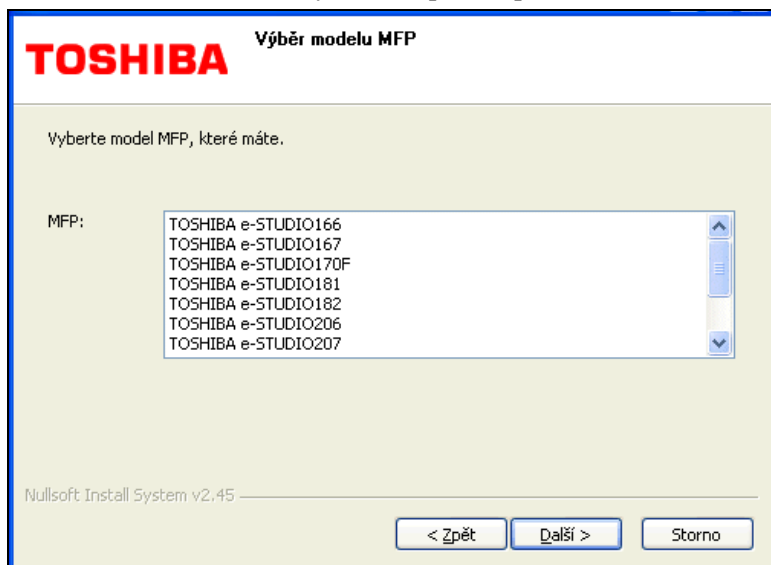 TOSHIBA
Výběr modelu MFP
Vyberte model MFP, které máte.
MFP:
TOSHIBA e-STUDIO166
TOSHIBA e-STUDIO167
TOSHIBA e-STUDIO170F
TOSHIBA e-STUDIO181
TOSHIBA e-STUDIO182
TOSHIBA e-STUDIO206
TOSHIBA e-STUDIO207
Nullsoft Install System v2.45
< Zpět Další > Storno